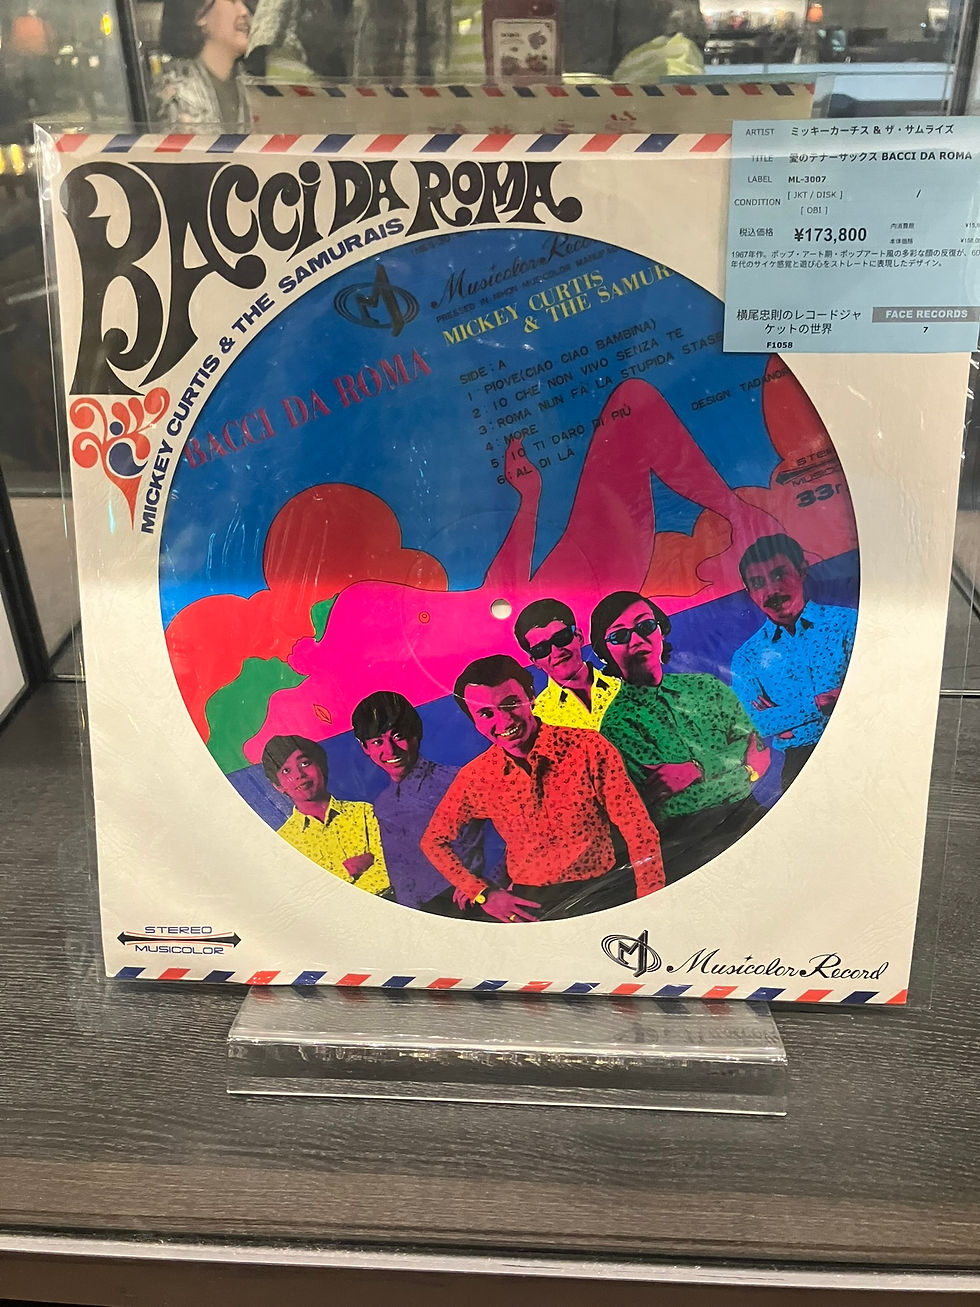 BACCI DA ROMA
MICKEY CURTIS & THE SAMURAIS
Musicolor
PRESSED IN NIHON MUSICOLOR
MICKEY CURTIS
& THE
BACCI DA ROMA
SIDE: A
1 PIOVE(CIAO CIAO BAMBINA)
2: IO CHE NON VIVO SENZA TE
3: ROMA NUN FA LA STUPIDA
4: MORE
5: IO TI DARÒ DI PIÙ
6: AL DI LÀ
DESIGN
33
STEREO
MUSICOLOR
Musicolor Record
ARTIST ミッキーカーチス & ザ・サムライズ
TITLE 愛のテナーサックス BACCI DA ROMA
LABEL ML-3007
CONDITION [ JKT / DISK ] /
[ OBI ]
税込価格 ¥173,800
内消費税
本体価格
1967年作。ポップ・アート期・ポップアート風の多彩な顔の反復が、60
年代のサイケ感覚と遊び心をストレートに表現したデザイン。
横尾忠則のレコードジャ
ケットの世界
FACE RECORDS
7
F1058